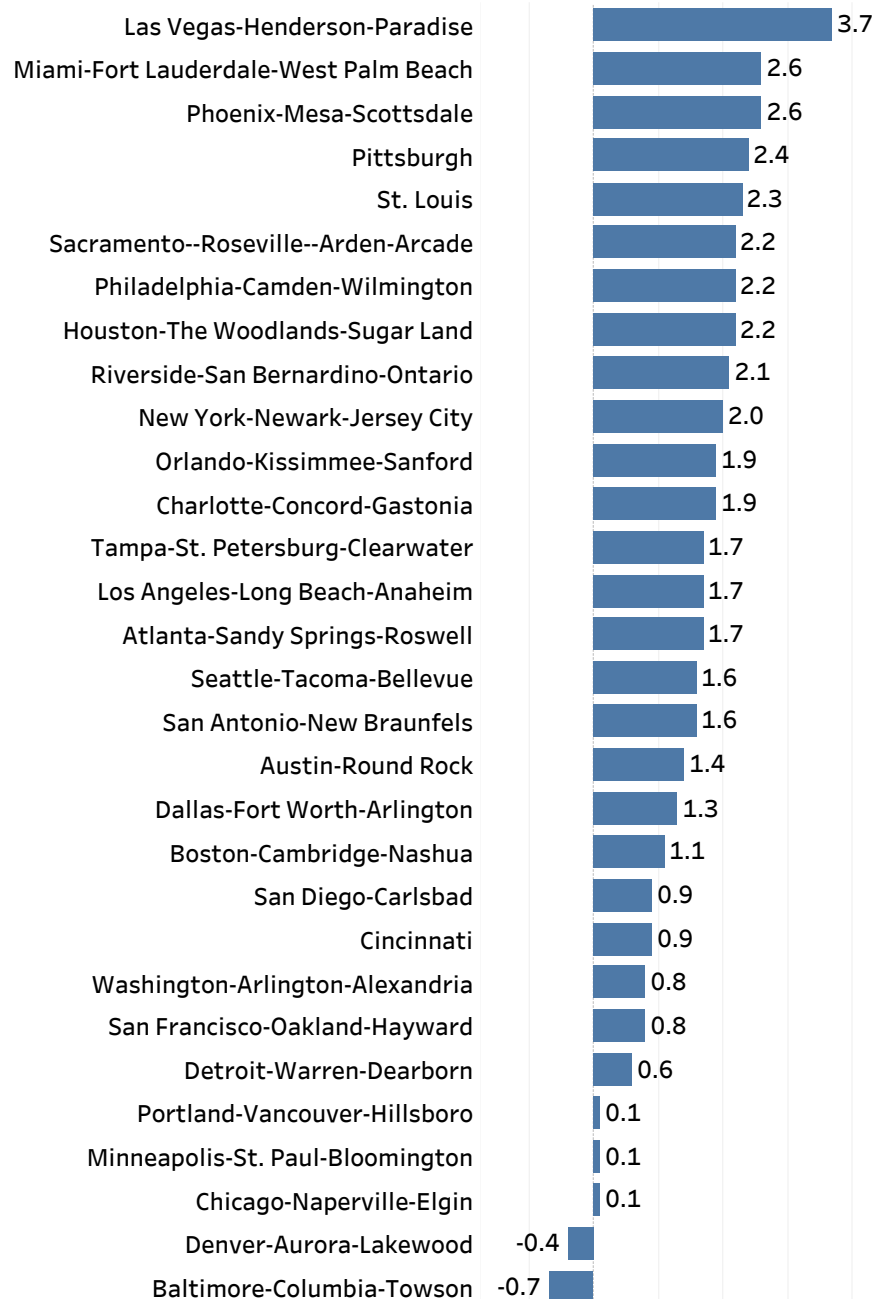 Las Vegas-Henderson-Paradise 3.7
Miami-Fort Lauderdale-West Palm Beach 2.6
Phoenix-Mesa-Scottsdale 2.6
Pittsburgh 2.4
St. Louis 2.3
Sacramento--Roseville--Arden-Arcade 2.2
Philadelphia-Camden-Wilmington 2.2
Houston-The Woodlands-Sugar Land 2.2
Riverside-San Bernardino-Ontario 2.1
New York-Newark-Jersey City 2.0
Orlando-Kissimmee-Sanford 1.9
Charlotte-Concord-Gastonia 1.9
Tampa-St. Petersburg-Clearwater 1.7
Los Angeles-Long Beach-Anaheim 1.7
Atlanta-Sandy Springs-Roswell 1.7
Seattle-Tacoma-Bellevue 1.6
San Antonio-New Braunfels 1.6
Austin-Round Rock 1.4
Dallas-Fort Worth-Arlington 1.3
Boston-Cambridge-Nashua 1.1
San Diego-Carlsbad 0.9
Cincinnati 0.9
Washington-Arlington-Alexandria 0.8
San Francisco-Oakland-Hayward 0.8
Detroit-Warren-Dearborn 0.6
Portland-Vancouver-Hillsboro 0.1
Minneapolis-St. Paul-Bloomington 0.1
Chicago-Naperville-Elgin 0.1
Denver-Aurora-Lakewood -0.4
Baltimore-Columbia-Towson -0.7